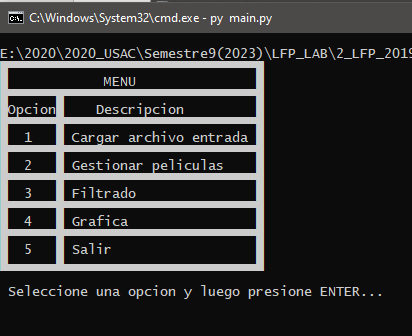 C:\Windows\System32\cmd.exe - py main.py
E:\2020\2020_USAC\Semestre9(2023)\LFP_LAB\2_LFP_2019
MENU
Opcion Descripcion
1 Cargar archivo entrada
2 Gestionar peliculas
3 Filtrado
4 Grafica
5 Salir
Seleccione una opcion y luego presione ENTER...